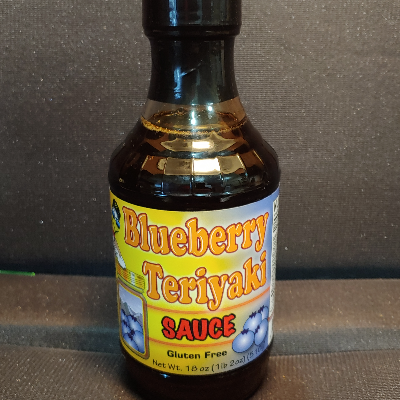 Blueberry
Teriyaki
SAUCE
Gluten Free
Net Wt. 18 oz (1lb 2oz)